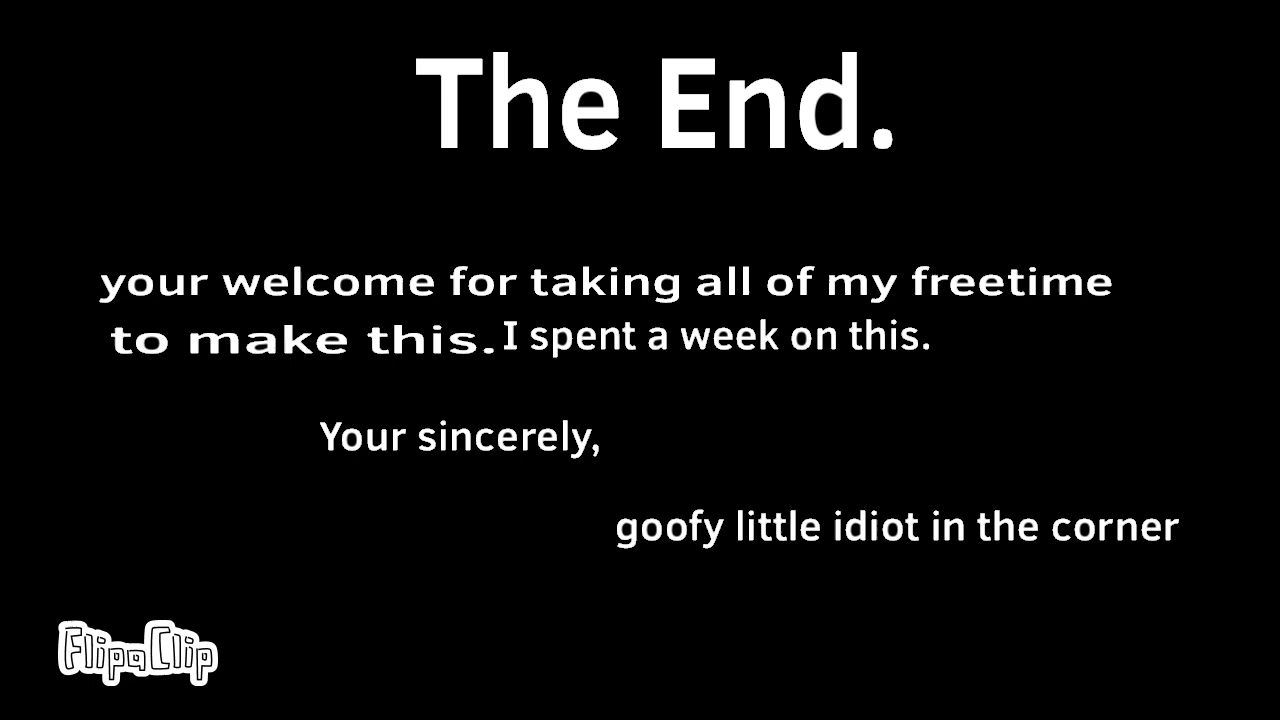 The End.
your welcome for taking all of my freetime
to make this. I spent a week on this.
Your sincerely,
goofy little idiot in the corner
FlipaClip